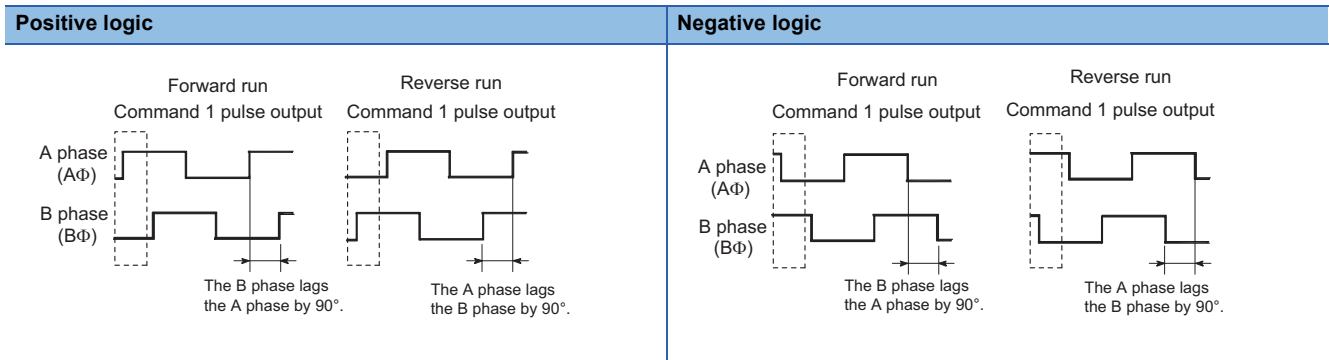 Positive logic
Negative logic
Forward run
Command 1 pulse output
Reverse run
Command 1 pulse output
A phase
(AΦ)
B phase
(BΦ)
The B phase lags
the A phase by 90°.
The A phase lags
the B phase by 90°.
Forward run
Command 1 pulse output
Reverse run
Command 1 pulse output
A phase
(AΦ)
B phase
(BΦ)
The B phase lags
the A phase by 90°.
The A phase lags
the B phase by 90°.